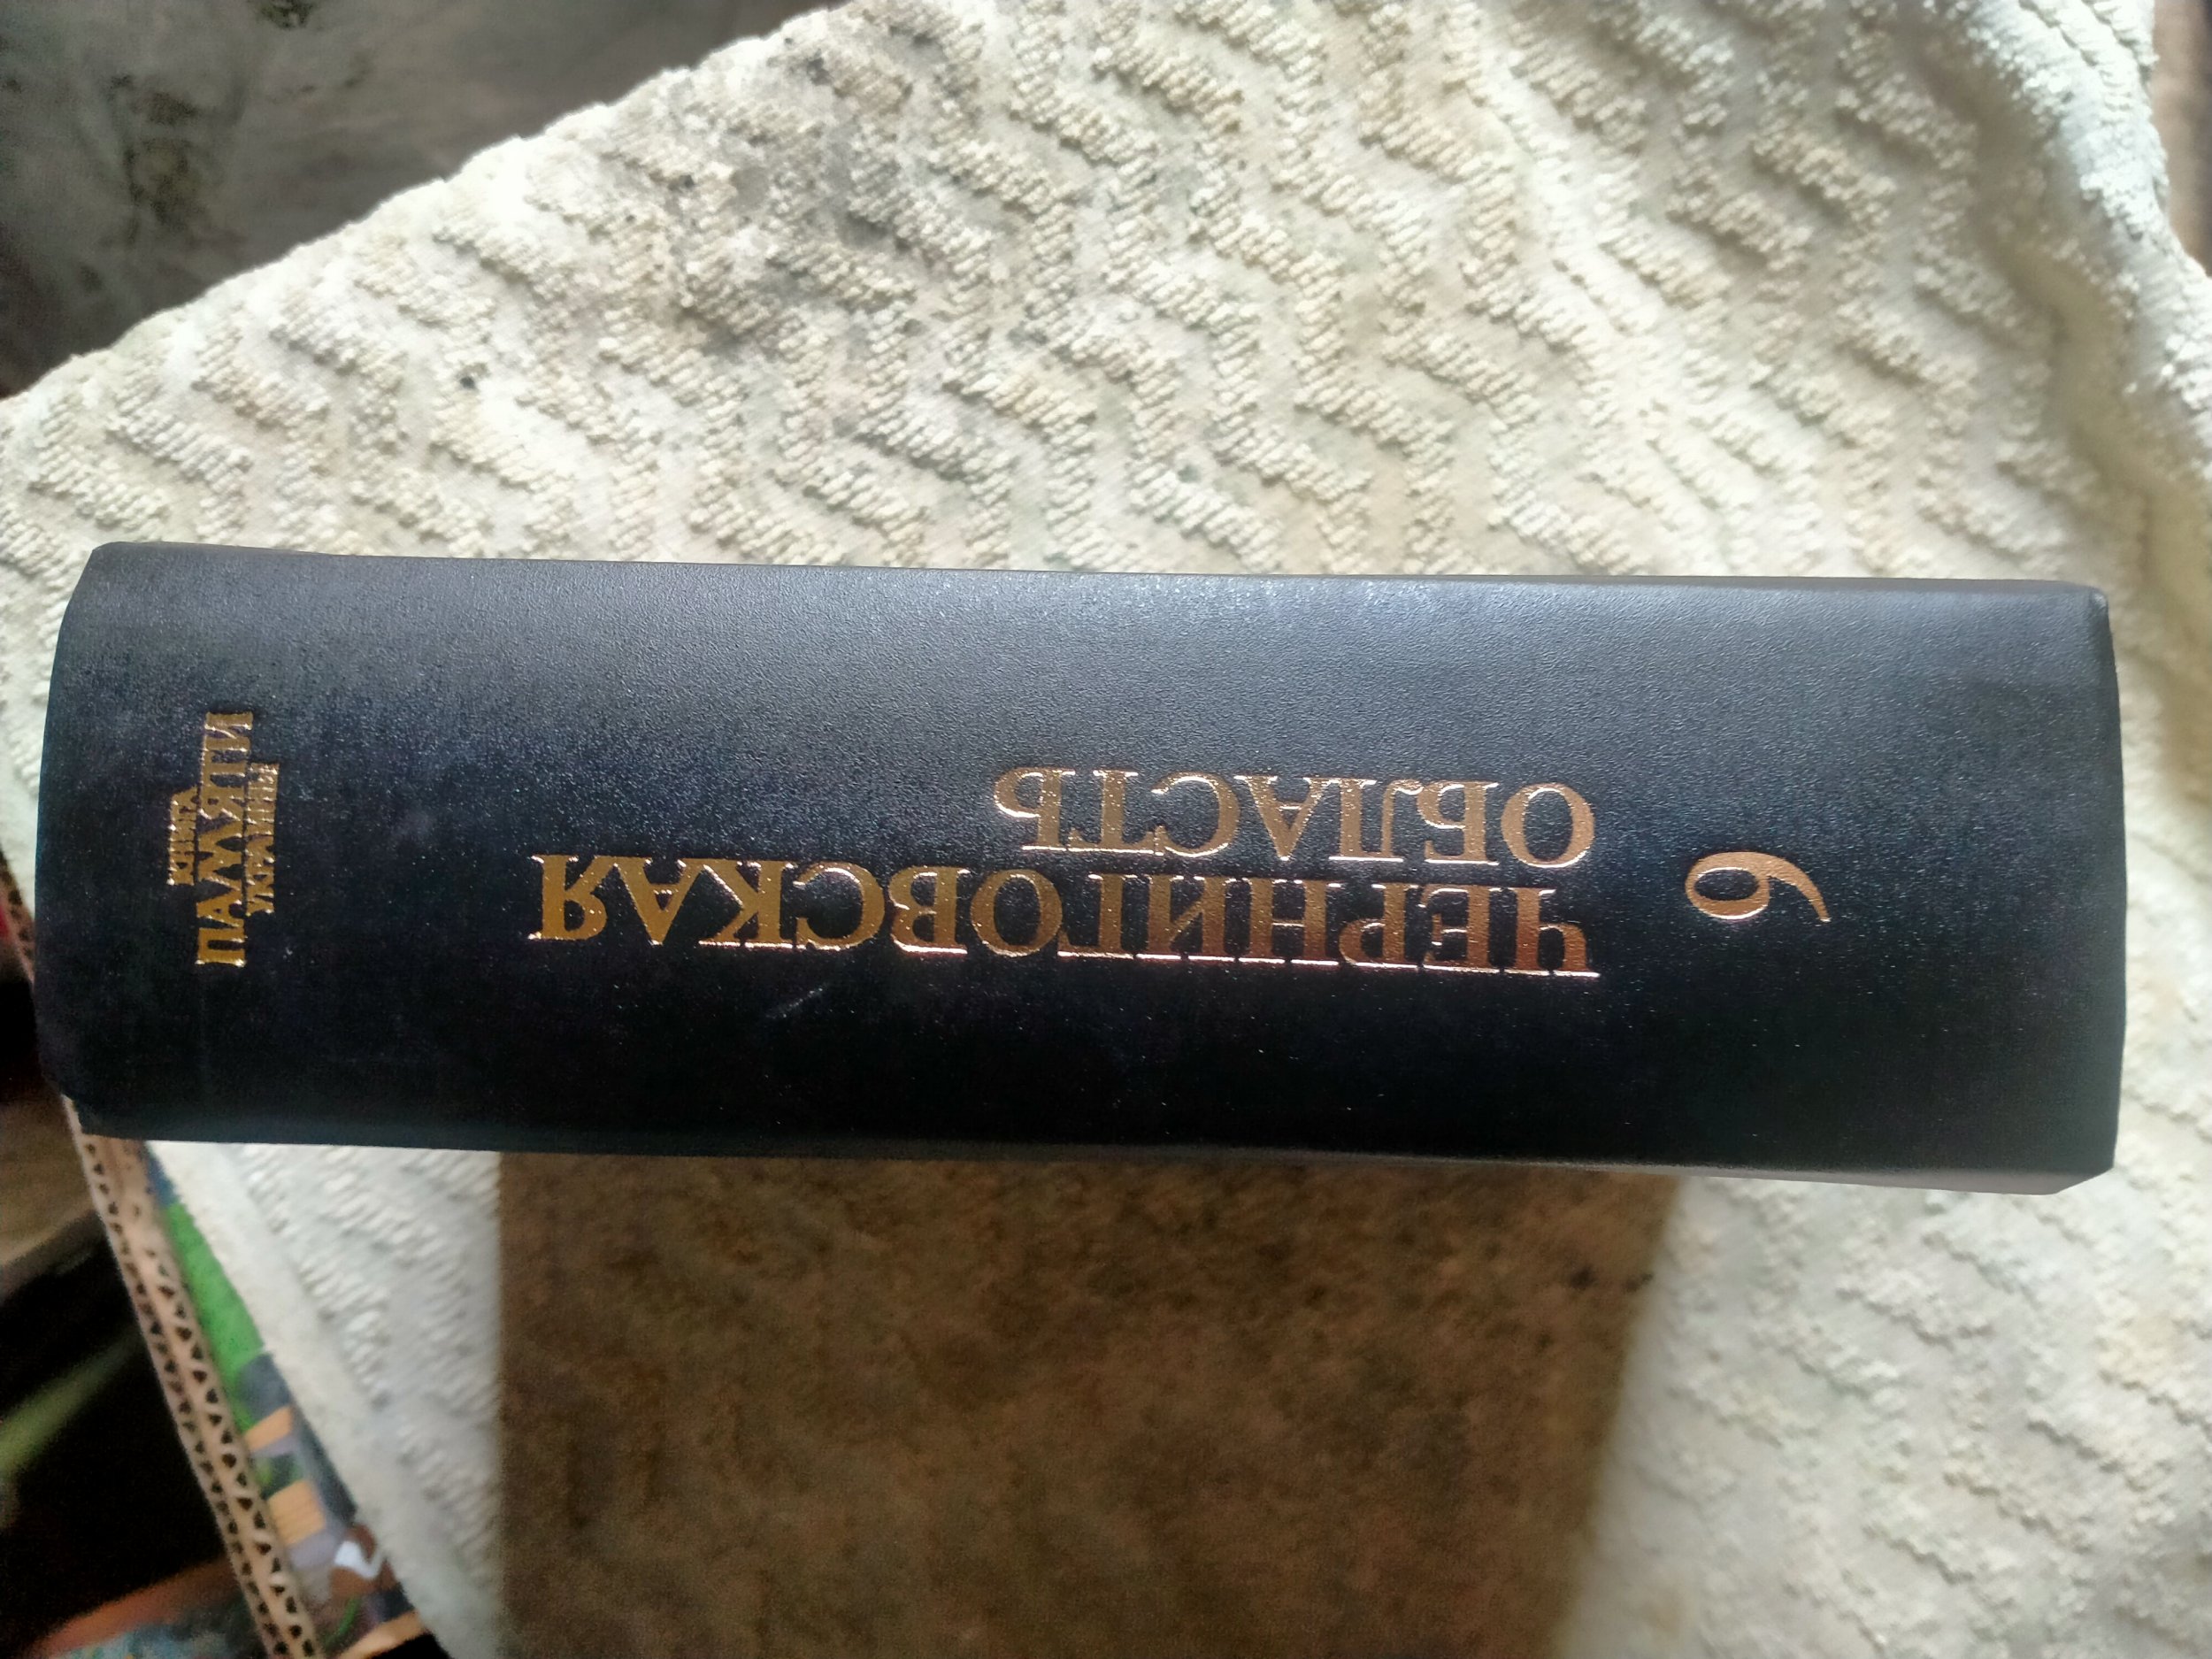 КНИГА
ПАМЯТИ
УКРАИНЫ
ЧЕРНИГОВСКАЯ
ОБЛАСТЬ
9